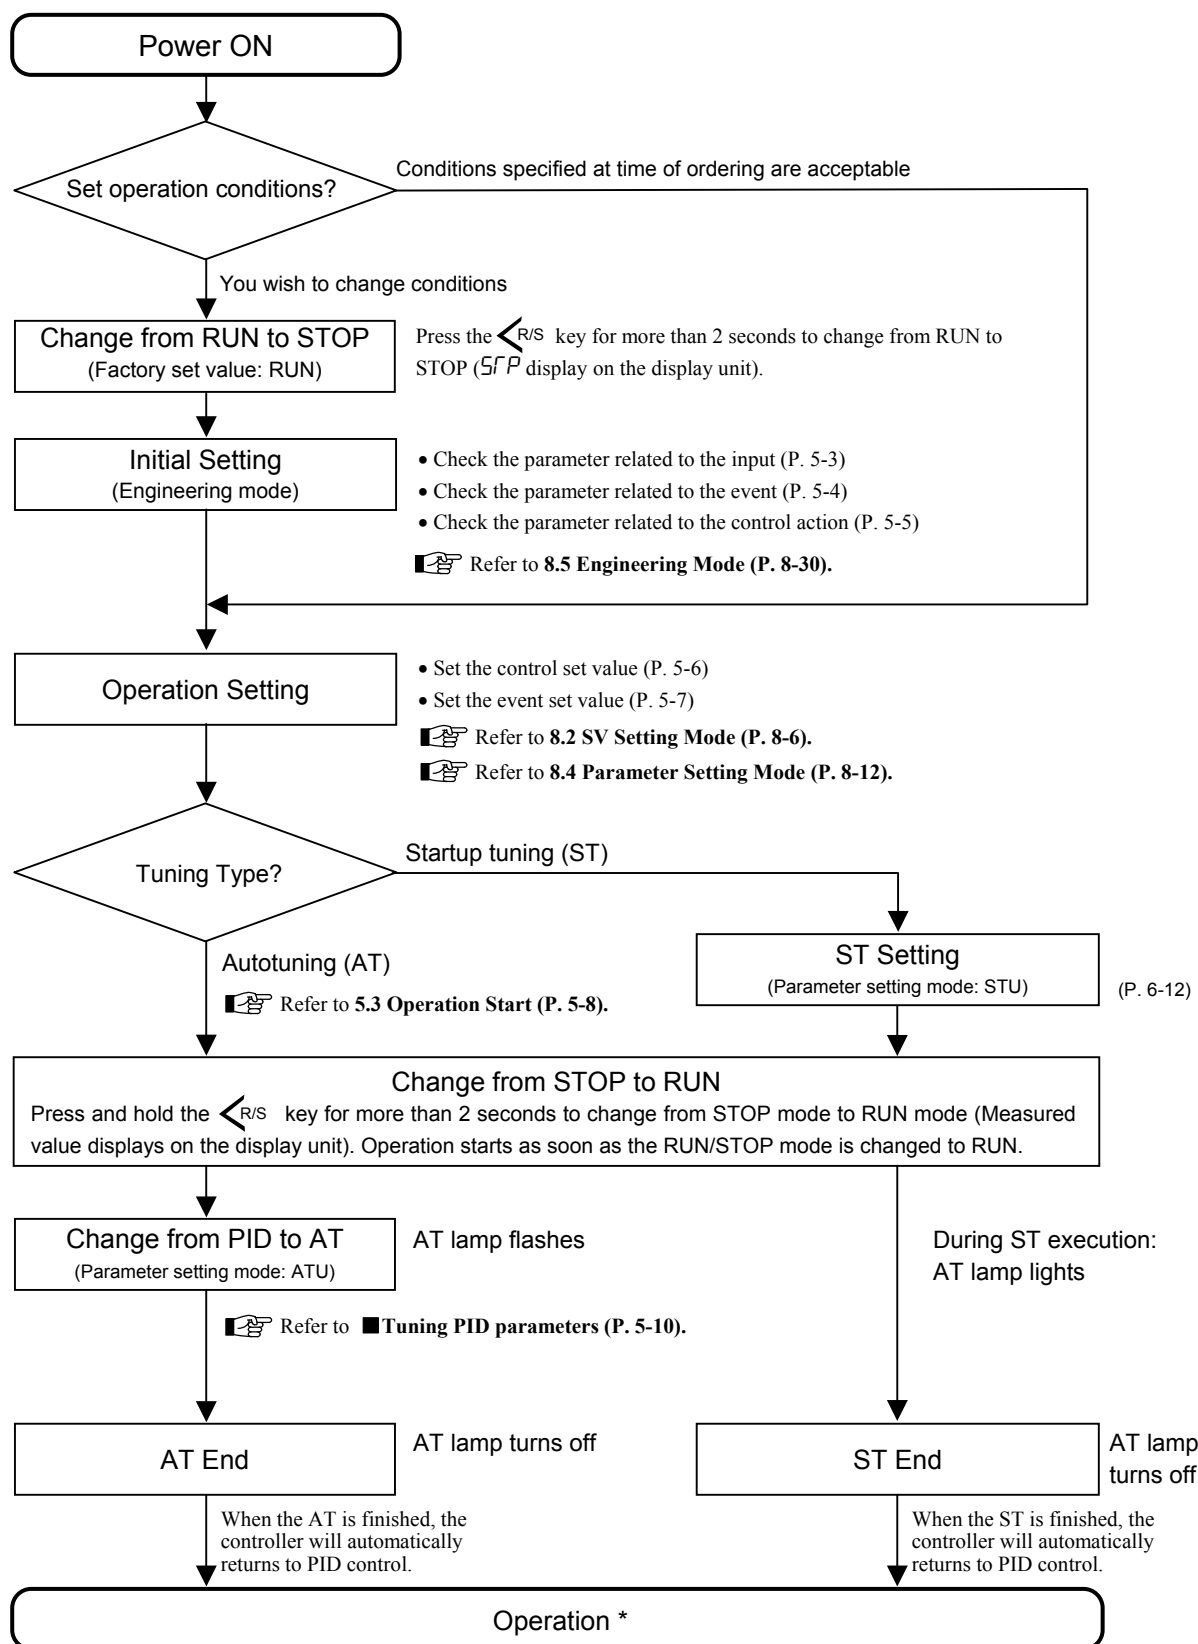 Power ON
Set operation conditions?
Conditions specified at time of ordering are acceptable
You wish to change conditions
Change from RUN to STOP
(Factory set value: RUN)
Press the R/S key for more than 2 seconds to change from RUN to
STOP (STP display on the display unit).
Initial Setting
(Engineering mode)
• Check the parameter related to the input (P. 5-3)
• Check the parameter related to the event (P. 5-4)
• Check the parameter related to the control action (P. 5-5)
Refer to 8.5 Engineering Mode (P. 8-30).
Operation Setting
• Set the control set value (P. 5-6)
• Set the event set value (P. 5-7)
Refer to 8.2 SV Setting Mode (P. 8-6).
Refer to 8.4 Parameter Setting Mode (P. 8-12).
Tuning Type?
Startup tuning (ST)
Autotuning (AT)
Refer to 5.3 Operation Start (P. 5-8).
ST Setting
(Parameter setting mode: STU)
(P. 6-12)
Change from STOP to RUN
Press and hold the R/S key for more than 2 seconds to change from STOP mode to RUN mode (Measured
value displays on the display unit). Operation starts as soon as the RUN/STOP mode is changed to RUN.
Change from PID to AT
(Parameter setting mode: ATU)
AT lamp flashes
During ST execution:
AT lamp lights
Refer to ■Tuning PID parameters (P. 5-10).
AT End
AT lamp turns off
ST End
AT lamp
turns off
When the AT is finished, the
controller will automatically
returns to PID control.
When the ST is finished, the
controller will automatically
returns to PID control.
Operation *